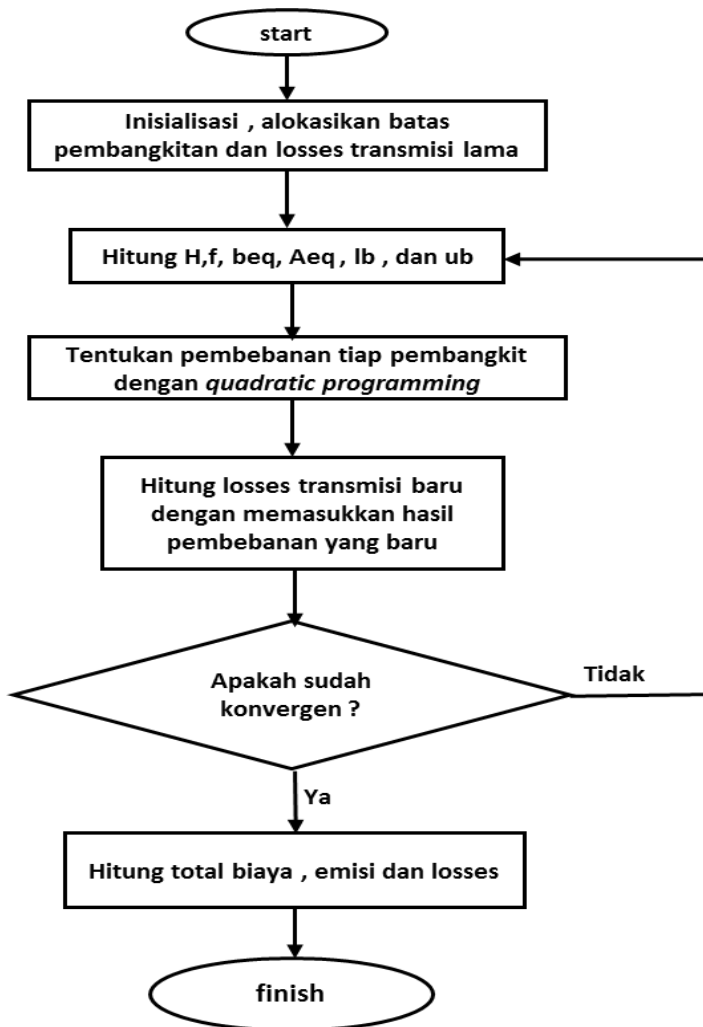 start
Inisialisasi , alokasikan batas
pembangkitan dan losses transmisi lama
Hitung H,f, beq, Aeq , lb , dan ub
Tentukan pembebanan tiap pembangkit
dengan quadratic programming
Hitung losses transmisi baru
dengan memasukkan hasil
pembebanan yang baru
Apakah sudah
konvergen ?
Tidak
Ya
Hitung total biaya , emisi dan losses
finish